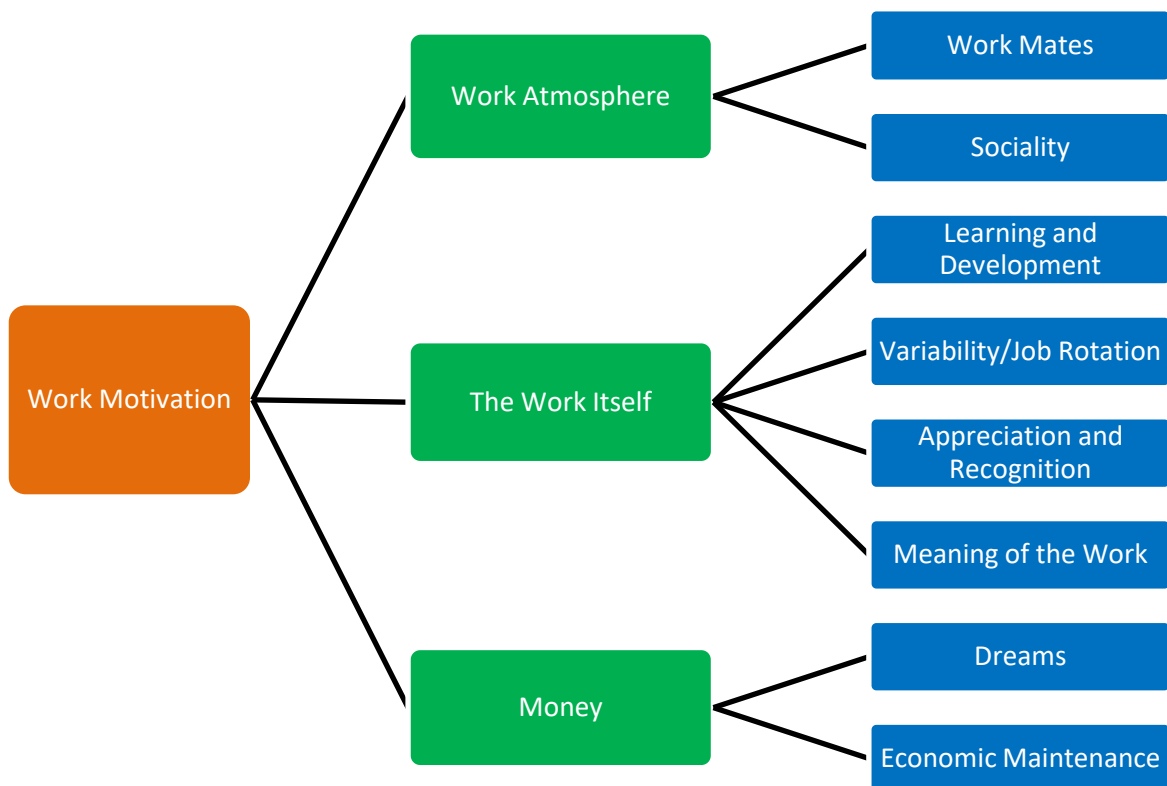 Work Mates
Work Atmosphere
Sociality
Learning and
Development
Variability/Job Rotation
Work Motivation
The Work Itself
Appreciation and
Recognition
Meaning of the Work
Dreams
Money
Economic Maintenance